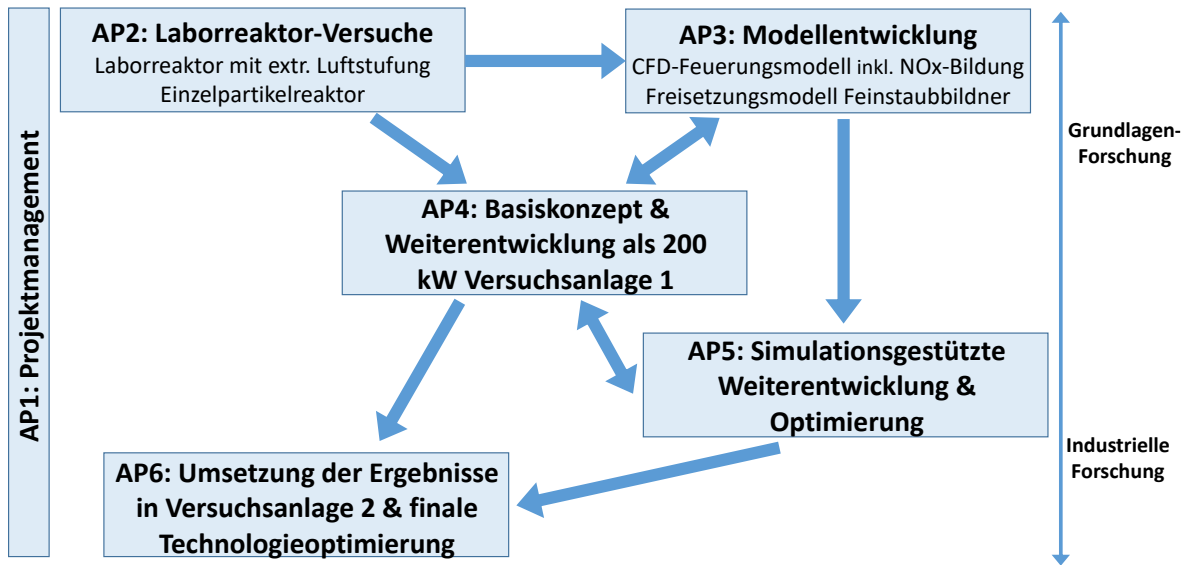 AP1: Projektmanagement
AP2: Laborreaktor-Versuche
Laborreaktor mit extr. Luftstufung
Einzelpartikelreaktor
AP3: Modellentwicklung
CFD-Feuerungsmodell inkl. NOx-Bildung
Freisetzungsmodell Feinstaubbildner
Grundlagen-
Forschung
AP4: Basiskonzept &
Weiterentwicklung als 200
kW Versuchsanlage 1
AP5: Simulationsgestützte
Weiterentwicklung &
Optimierung
Industrielle
Forschung
AP6: Umsetzung der Ergebnisse
in Versuchsanlage 2 & finale
Technologieoptimierung